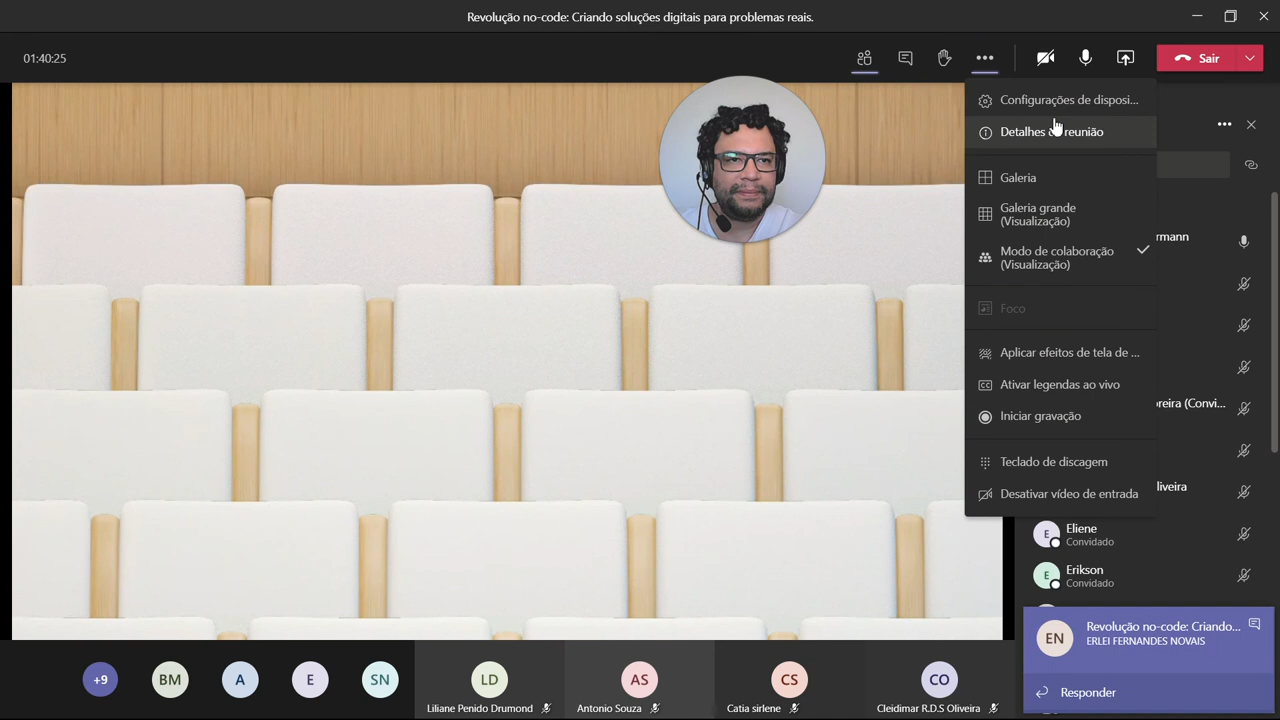 Revolução no-code: Criando soluções digitais para problemas reais.
01:40:25
Sair
Configurações de disposi...
Detalhes reunião
Galeria
Galeria grande
(Visualização)
rmann
Modo de colaboração
(Visualização)
Foco
Aplicar efeitos de tela de ...
Ativar legendas ao vivo
reira (Convi...
Iniciar gravação
Teclado de discagem
liveira
Desativar vídeo de entrada
E
Eliene
Convidado
E
Erikson
Convidado
EN
Revolução no-code: Criando...
ERLEI FERNANDES NOVAIS
Responder
+9
BM
A
E
SN
LD
Liliane Penido Drumond
AS
Antonio Souza
CS
Catia sirlene
CO
Cleidimar R.D.S Oliveira